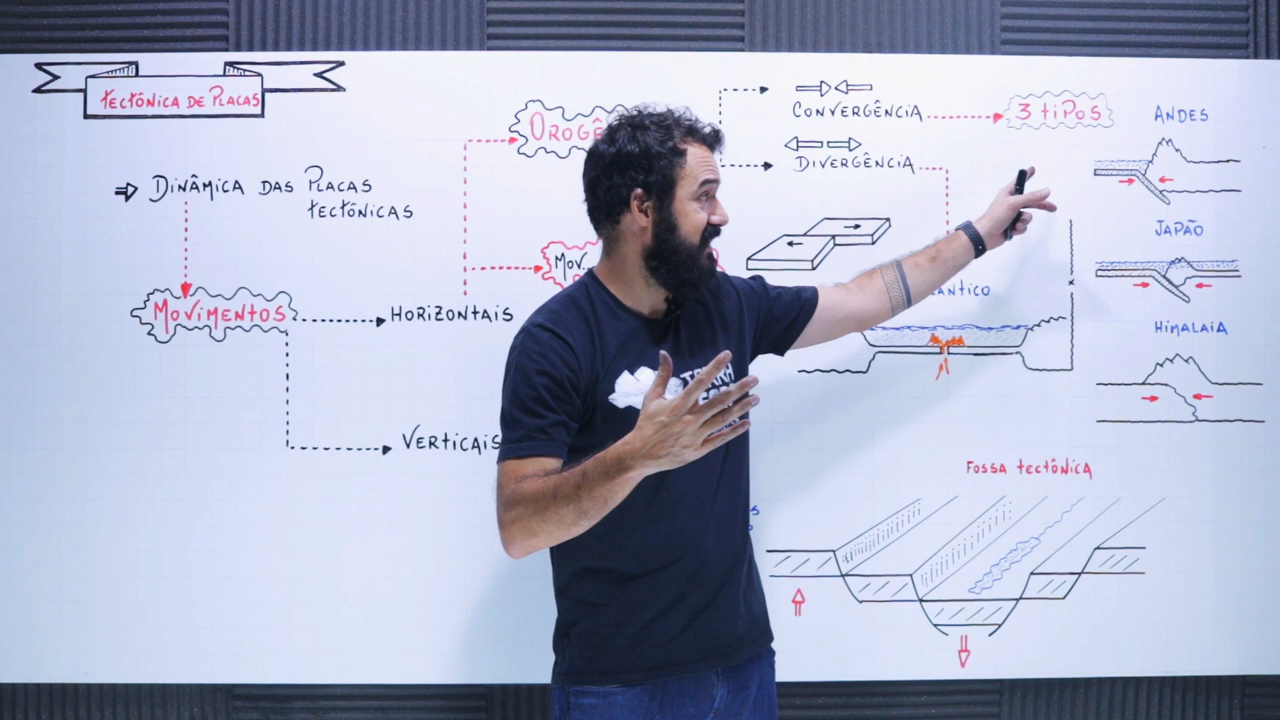 TECTÔNICA DE PLACAS
DINÂMICA DAS PLACAS
TECTÔNICAS
MOVIMENTOS
HORIZONTAIS
VERTICAIS
CONVERGÊNCIA
DIVERGÊNCIA
3 TIPOS
ANDES
JAPÃO
HIMALAIA
FOSSA TECTÔNICA